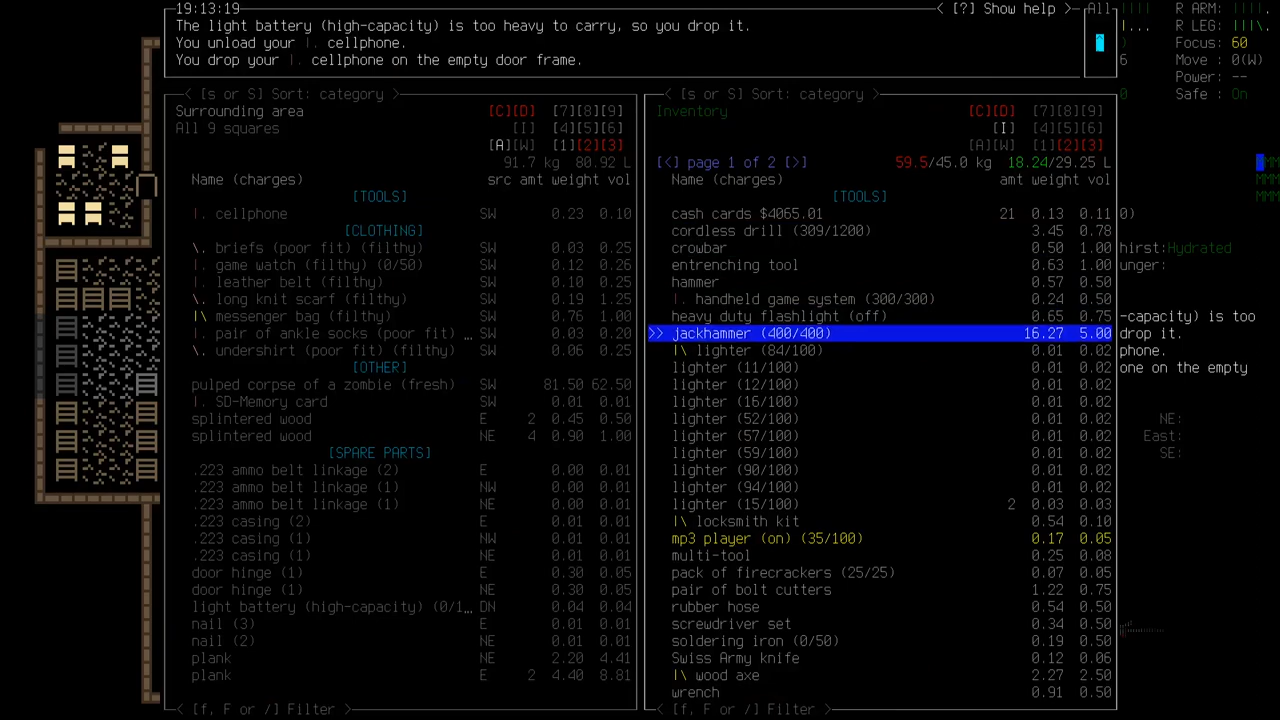 19:13:19
< [?] Show help >
The light battery (high-capacity) is too heavy to carry, so you drop it.
You unload your |. cellphone.
You drop your |. cellphone on the empty door frame.
All
R ARM:
R LEG:
Focus: 60
Move : 0(W)
Power: --
Safe : On
< [s or S] Sort: category >
Surrounding area [C][D] [7][8][9]
All 9 squares [I] [4][5][6]
[A][W] [1][2][3]
91.7 kg 80.92 L
Name (charges) src amt weight vol
[TOOLS]
|. cellphone SW 0.23 0.10
[CLOTHING]
\. briefs (poor fit) (filthy) SW 0.03 0.25
|. game watch (filthy) (0/50) SW 0.12 0.26
|. leather belt (filthy) SW 0.10 0.25
\. long knit scarf (filthy) SW 0.19 1.25
|\ messenger bag (filthy) SW 0.76 1.00
|. pair of ankle socks (poor fit) … SW 0.03 0.20
\. undershirt (poor fit) (filthy) SW 0.06 0.25
[OTHER]
pulped corpse of a zombie (fresh) SW 81.50 62.50
|. SD-Memory card SW 0.01 0.01
splintered wood E 2 0.45 0.50
splintered wood NE 4 0.90 1.00
[SPARE PARTS]
.223 ammo belt linkage (2) E 0.00 0.01
.223 ammo belt linkage (1) NW 0.00 0.01
.223 ammo belt linkage (1) NE 0.00 0.01
.223 casing (2) E 0.01 0.01
.223 casing (1) NW 0.01 0.01
.223 casing (1) NE 0.01 0.01
door hinge (1) E 0.30 0.05
door hinge (1) NE 0.30 0.05
light battery (high-capacity) (0/1… DN 0.04 0.04
nail (3) E 0.01 0.01
nail (2) NE 0.01 0.01
plank NE 2.20 4.41
plank E 2 4.40 8.81
< [f, F or /] Filter >
< [s or S] Sort: category >
Inventory [C][D] [7][8][9]
[I] [4][5][6]
[A][W] [1][2][3]
[<] page 1 of 2 [>] 59.5/45.0 kg 18.24/29.25 L
Name (charges) amt weight vol
[TOOLS]
cash cards $4065.01 21 0.13 0.11
cordless drill (309/1200) 3.45 0.78
crowbar 0.50 1.00
entrenching tool 0.63 1.00
hammer 0.57 0.50
|. handheld game system (300/300) 0.24 0.50
heavy duty flashlight (off) 0.65 0.75
>> jackhammer (400/400) 16.27 5.00
|\ lighter (84/100) 0.01 0.02
lighter (11/100) 0.01 0.02
lighter (12/100) 0.01 0.02
lighter (16/100) 0.01 0.02
lighter (52/100) 0.01 0.02
lighter (57/100) 0.01 0.02
lighter (59/100) 0.01 0.02
lighter (90/100) 0.01 0.02
lighter (94/100) 0.01 0.02
lighter (15/100) 2 0.03 0.03
|\ locksmith kit 0.54 0.10
mp3 player (on) (35/100) 0.17 0.05
multi-tool 0.25 0.08
pack of firecrackers (25/25) 0.07 0.05
pair of bolt cutters 1.22 0.75
rubber hose 0.54 0.50
screwdriver set 0.34 0.50
soldering iron (0/50) 0.19 0.50
Swiss Army knife 0.12 0.06
|\ wood axe 2.27 2.50
wrench 0.91 0.50
< [f, F or /] Filter >
0)
hirst:Hydrated
unger:
-capacity) is too
drop it.
phone.
one on the empty
NE:
East:
SE: